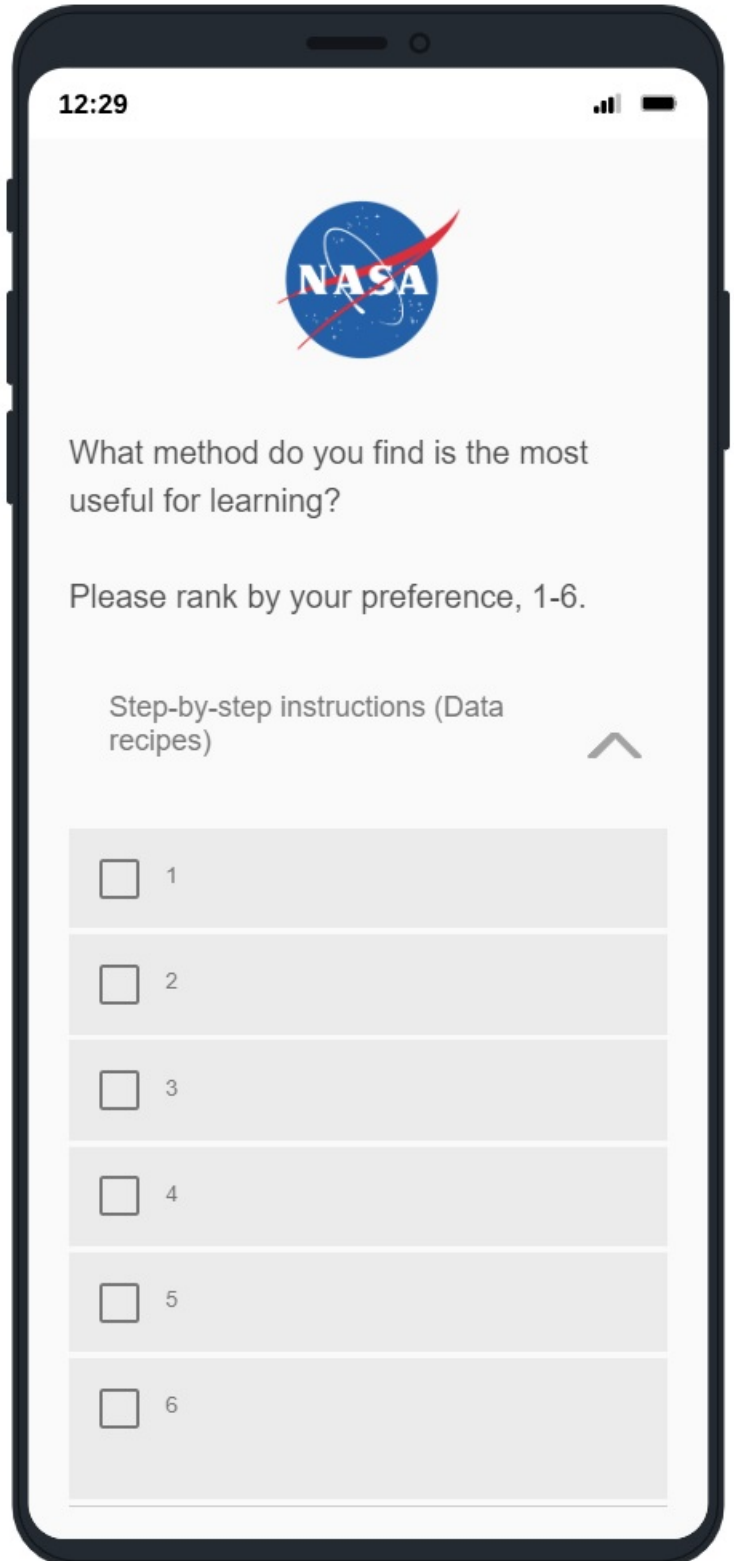 12:29
NASA
What method do you find is the most
useful for learning?
Please rank by your preference, 1-6.
Step-by-step instructions (Data
recipes)
1
2
3
4
5
6